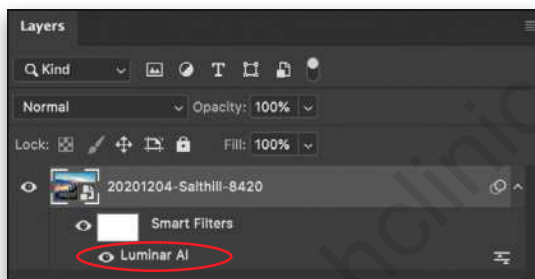 Layers
Kind
Normal Opacity: 100%
Lock: Fill: 100%
20201204-Salthill-8420
Smart Filters
Luminar AI